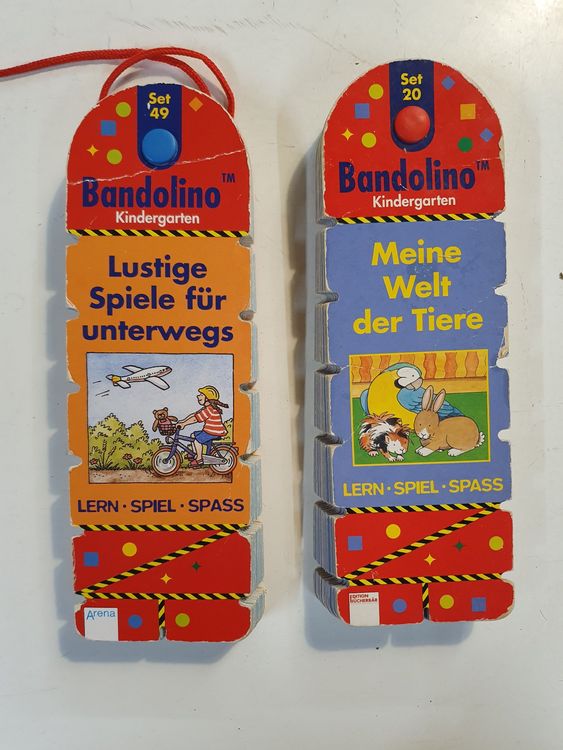 Set
49
Bandolino™
Kindergarten
Lustige
Spiele für
unterwegs
LERN · SPIEL · SPASS
Arena
Set
20
Bandolino™
Kindergarten
Meine
Welt
der Tiere
LERN · SPIEL · SPASS
EDITION
BÜCHERBÄR